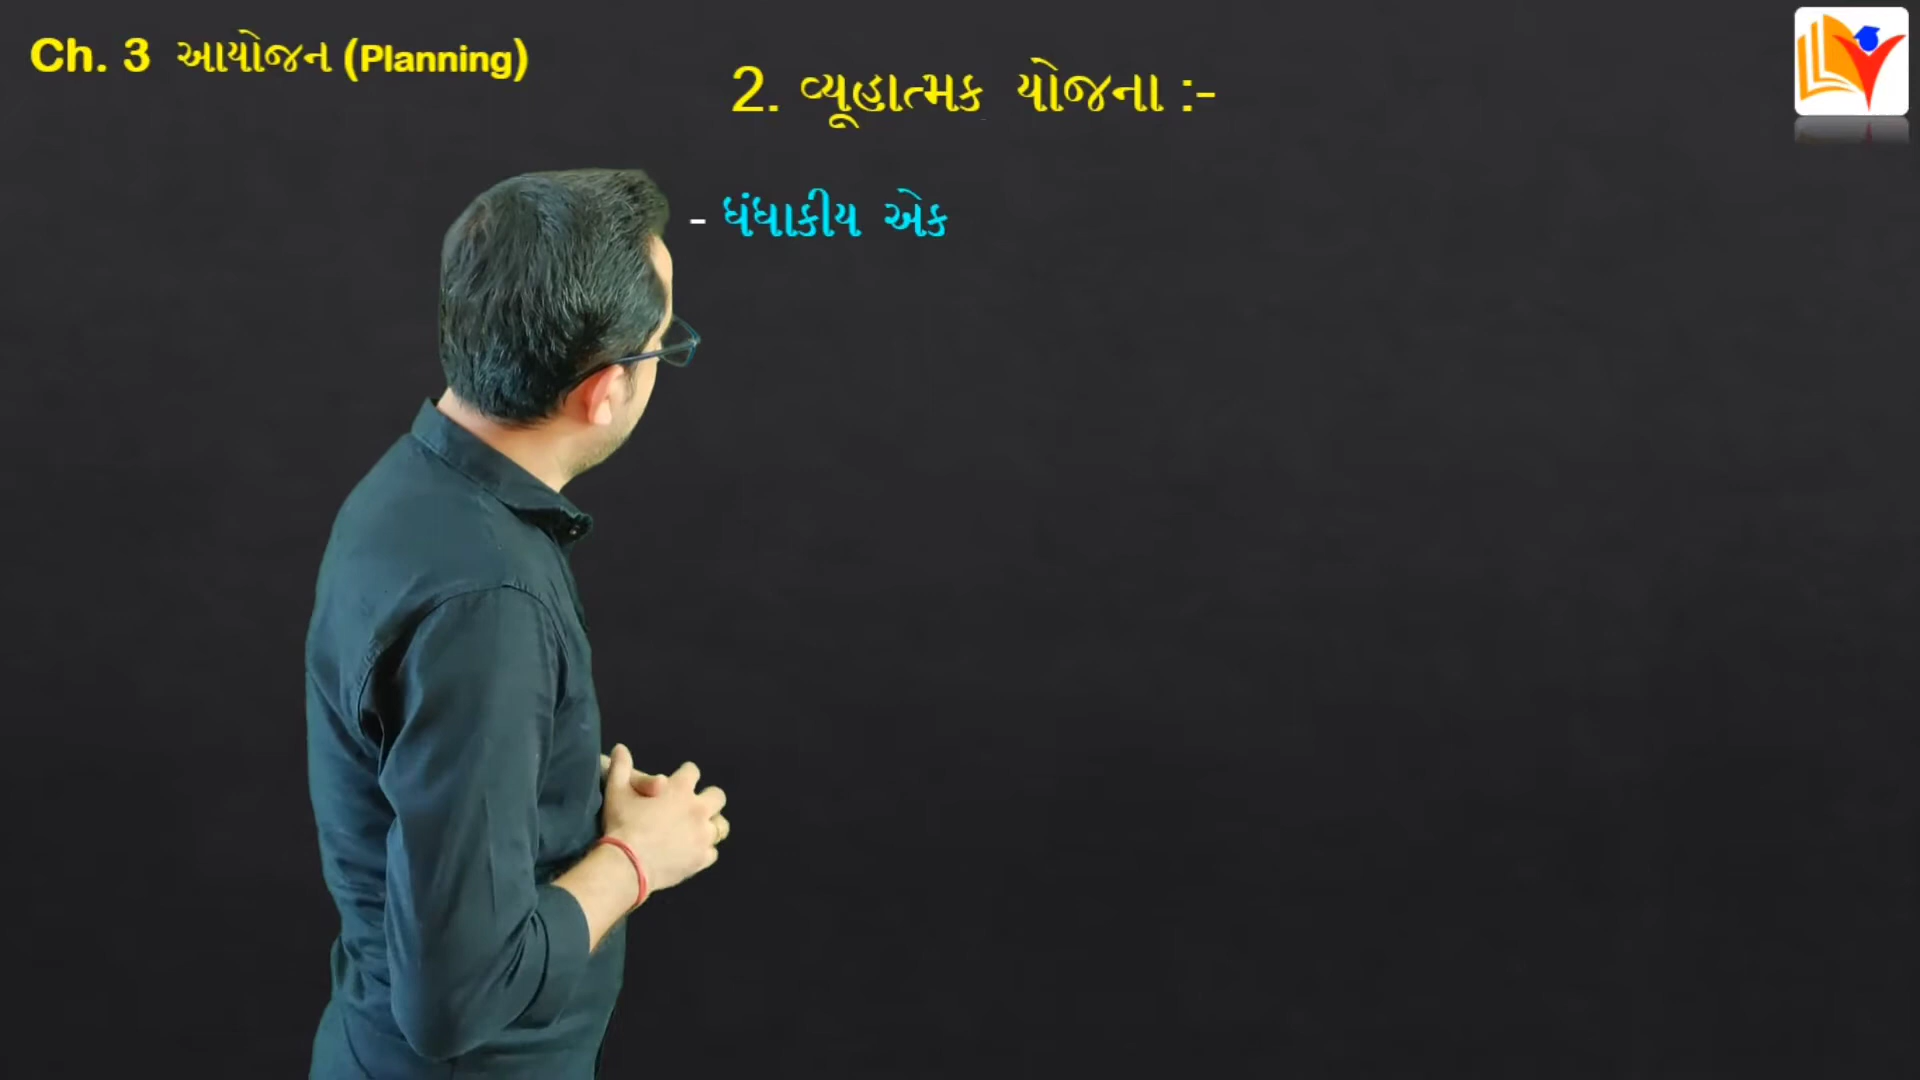 Ch. 3 આયોજન (Planning)
2. વ્યૂહાત્મક યોજના :-
- ધંધાકીય એક